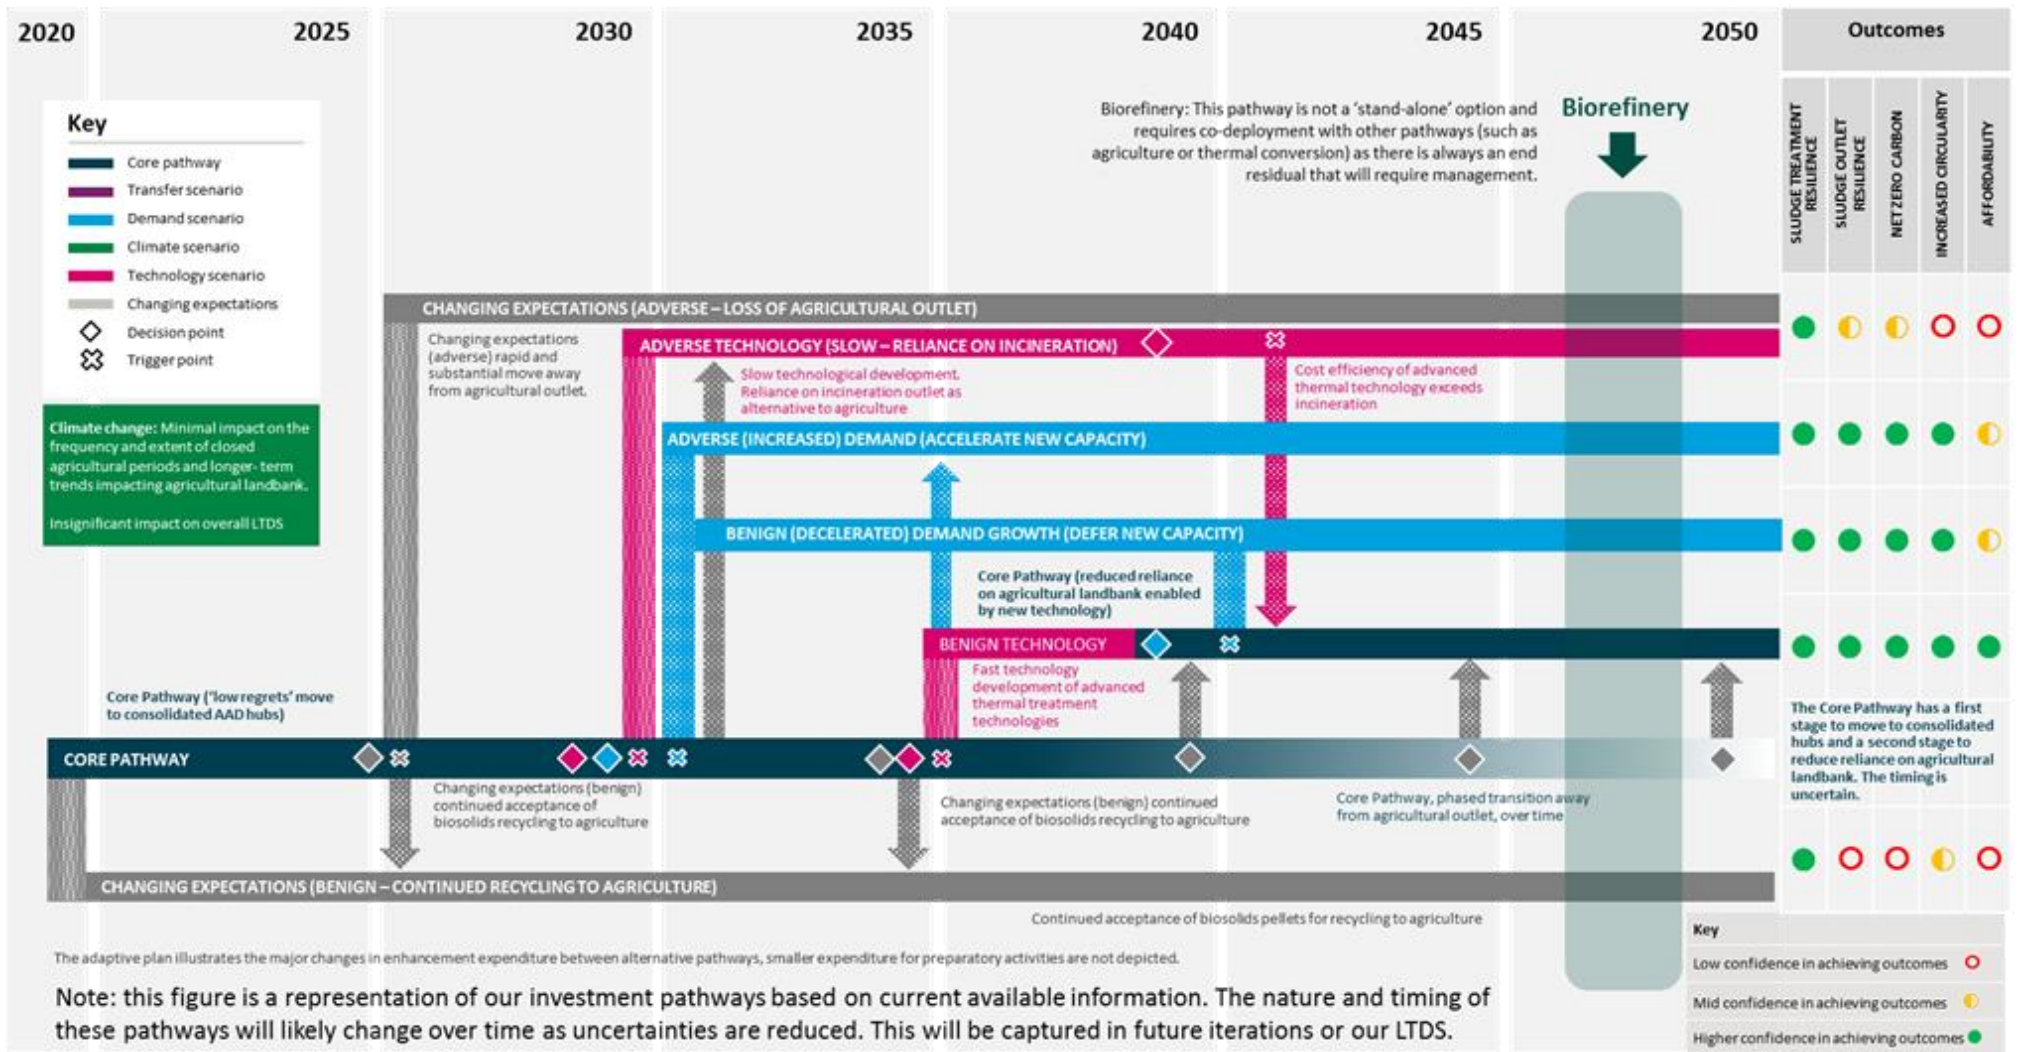 2020
2025
2030
2035
2040
2045
2050
Outcomes
SLUDGE TREATMENT
RESILIENCE
SLUDGE OUTLET
RESILIENCE
NET ZERO CARBON
INCREASED CIRCULARITY
AFFORDABILITY
Key
Core pathway
Transfer scenario
Demand scenario
Climate scenario
Technology scenario
Changing expectations
Decision point
Trigger point
Biorefinery: This pathway is not a 'stand-alone' option and
requires co-deployment with other pathways (such as
agriculture or thermal conversion) as there is always an end
residual that will require management.
Biorefinery
Climate change: Minimal impact on the
frequency and extent of closed
agricultural periods and longer- term
trends impacting agricultural landbank.
Insignificant impact on overall LTDS
CHANGING EXPECTATIONS (ADVERSE – LOSS OF AGRICULTURAL OUTLET)
Changing expectations
(adverse) rapid and
substantial move away
from agricultural outlet.
ADVERSE TECHNOLOGY (SLOW – RELIANCE ON INCINERATION)
Slow technological development.
Reliance on incineration outlet as
alternative to agriculture
Cost efficiency of advanced
thermal technology exceeds
incineration
ADVERSE (INCREASED) DEMAND (ACCELERATE NEW CAPACITY)
BENIGN (DECELERATED) DEMAND GROWTH (DEFER NEW CAPACITY)
Core Pathway (reduced reliance
on agricultural landbank enabled
by new technology)
BENIGN TECHNOLOGY
Fast technology
development of advanced
thermal treatment
technologies
Core Pathway ('low regrets' move
to consolidated AAD hubs)
CORE PATHWAY
The Core Pathway has a first
stage to move to consolidated
hubs and a second stage to
reduce reliance on agricultural
landbank. The timing is
uncertain.
Changing expectations (benign)
continued acceptance of
biosolids recycling to agriculture
Changing expectations (benign) continued
acceptance of biosolids recycling to agriculture
Core Pathway, phased transition away
from agricultural outlet, over time
CHANGING EXPECTATIONS (BENIGN – CONTINUED RECYCLING TO AGRICULTURE)
Continued acceptance of biosolids pellets for recycling to agriculture
The adaptive plan illustrates the major changes in enhancement expenditure between alternative pathways, smaller expenditure for preparatory activities are not depicted.
Note: this figure is a representation of our investment pathways based on current available information. The nature and timing of
these pathways will likely change over time as uncertainties are reduced. This will be captured in future iterations or our LTDS.
Key
Low confidence in achieving outcomes
Mid confidence in achieving outcomes
Higher confidence in achieving outcomes